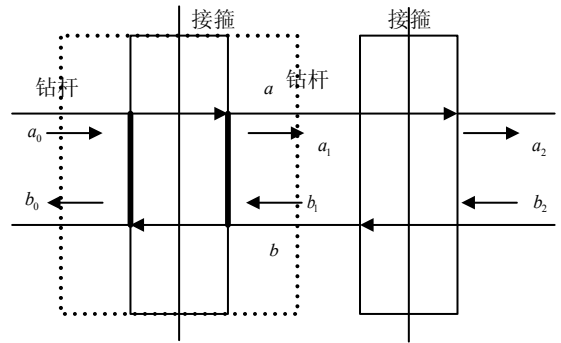 接箍 接箍
钻杆 a 钻杆
a₀ a₁ a₂
b₀ b₁ b₂
b